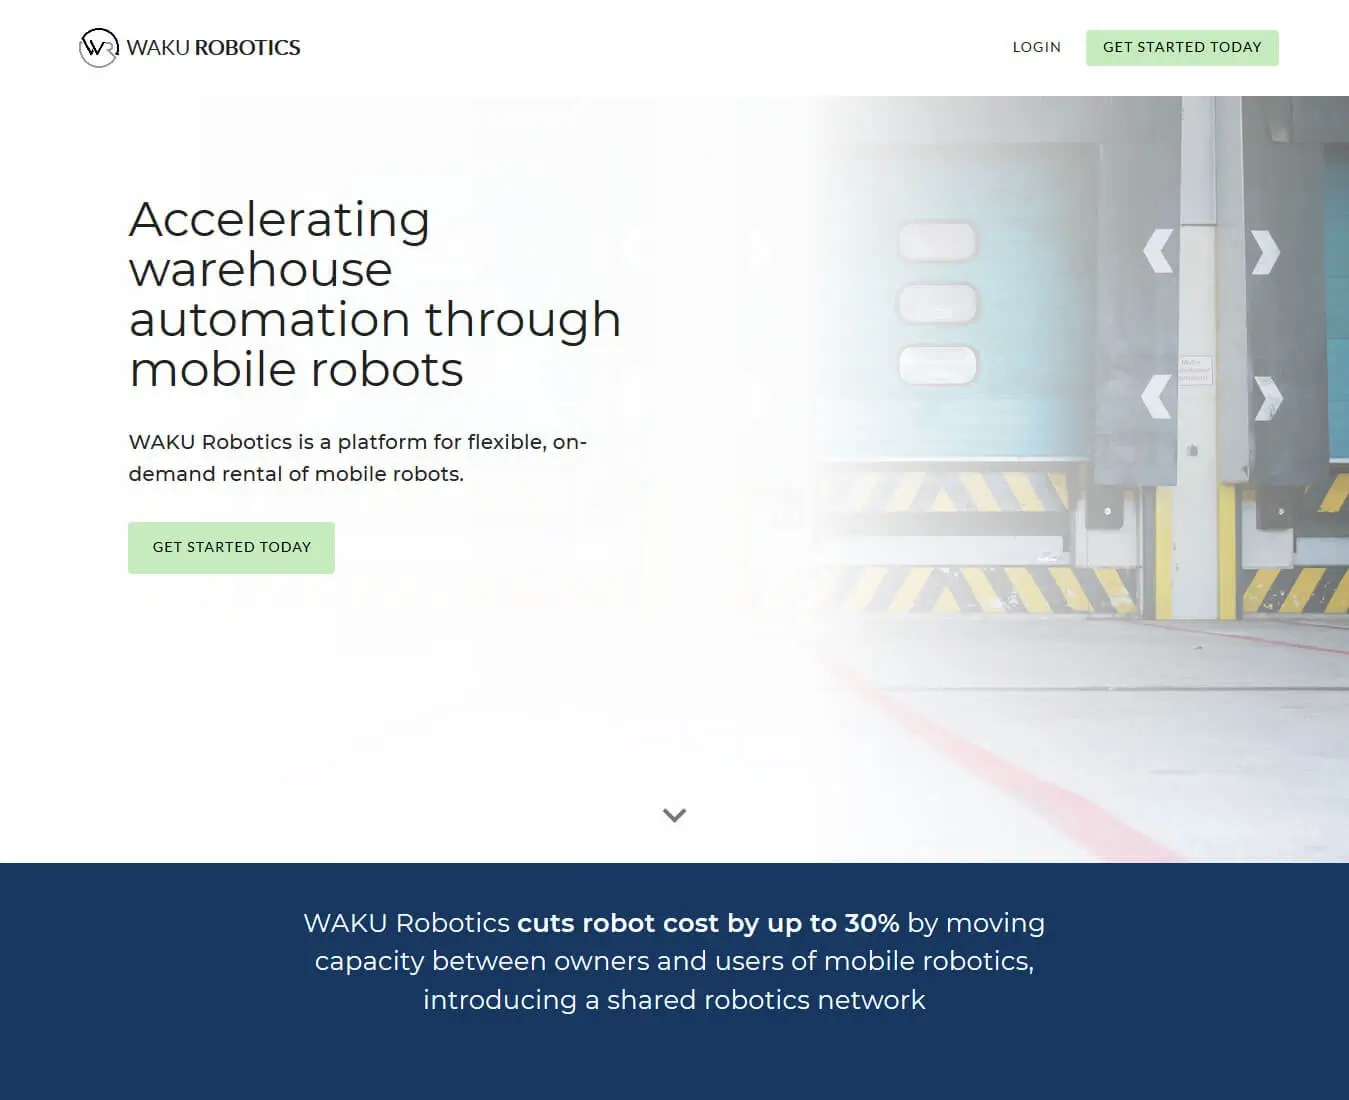 WR WAKU ROBOTICS
LOGIN
GET STARTED TODAY
Accelerating
warehouse
automation through
mobile robots
WAKU Robotics is a platform for flexible, on-
demand rental of mobile robots.
GET STARTED TODAY
WAKU Robotics cuts robot cost by up to 30% by moving
capacity between owners and users of mobile robotics,
introducing a shared robotics network